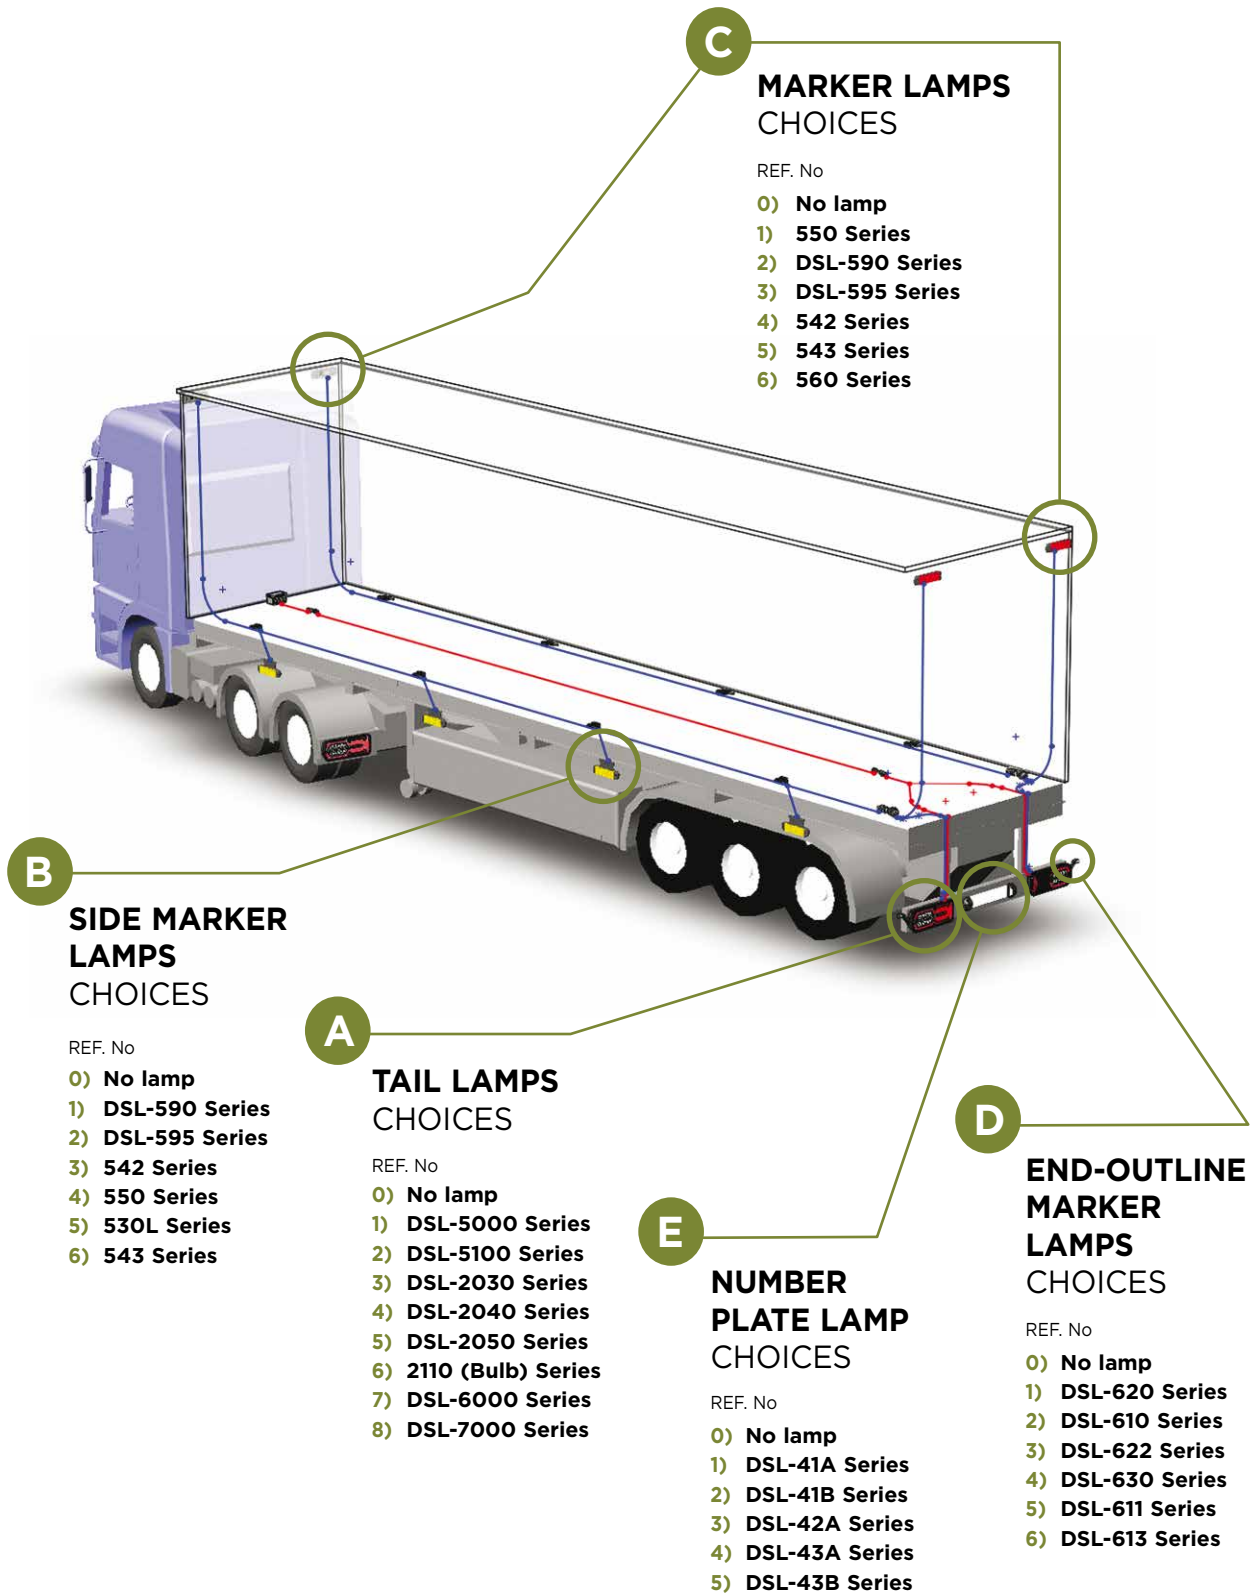 C
MARKER LAMPS
CHOICES
REF. No
0) No lamp
1) 550 Series
2) DSL-590 Series
3) DSL-595 Series
4) 542 Series
5) 543 Series
6) 560 Series
B
SIDE MARKER
LAMPS
CHOICES
REF. No
0) No lamp
1) DSL-590 Series
2) DSL-595 Series
3) 542 Series
4) 550 Series
5) 530L Series
6) 543 Series
A
TAIL LAMPS
CHOICES
REF. No
0) No lamp
1) DSL-5000 Series
2) DSL-5100 Series
3) DSL-2030 Series
4) DSL-2040 Series
5) DSL-2050 Series
6) 2110 (Bulb) Series
7) DSL-6000 Series
8) DSL-7000 Series
E
NUMBER
PLATE LAMP
CHOICES
REF. No
0) No lamp
1) DSL-41A Series
2) DSL-41B Series
3) DSL-42A Series
4) DSL-43A Series
5) DSL-43B Series
D
END-OUTLINE
MARKER
LAMPS
CHOICES
REF. No
0) No lamp
1) DSL-620 Series
2) DSL-610 Series
3) DSL-622 Series
4) DSL-630 Series
5) DSL-611 Series
6) DSL-613 Series